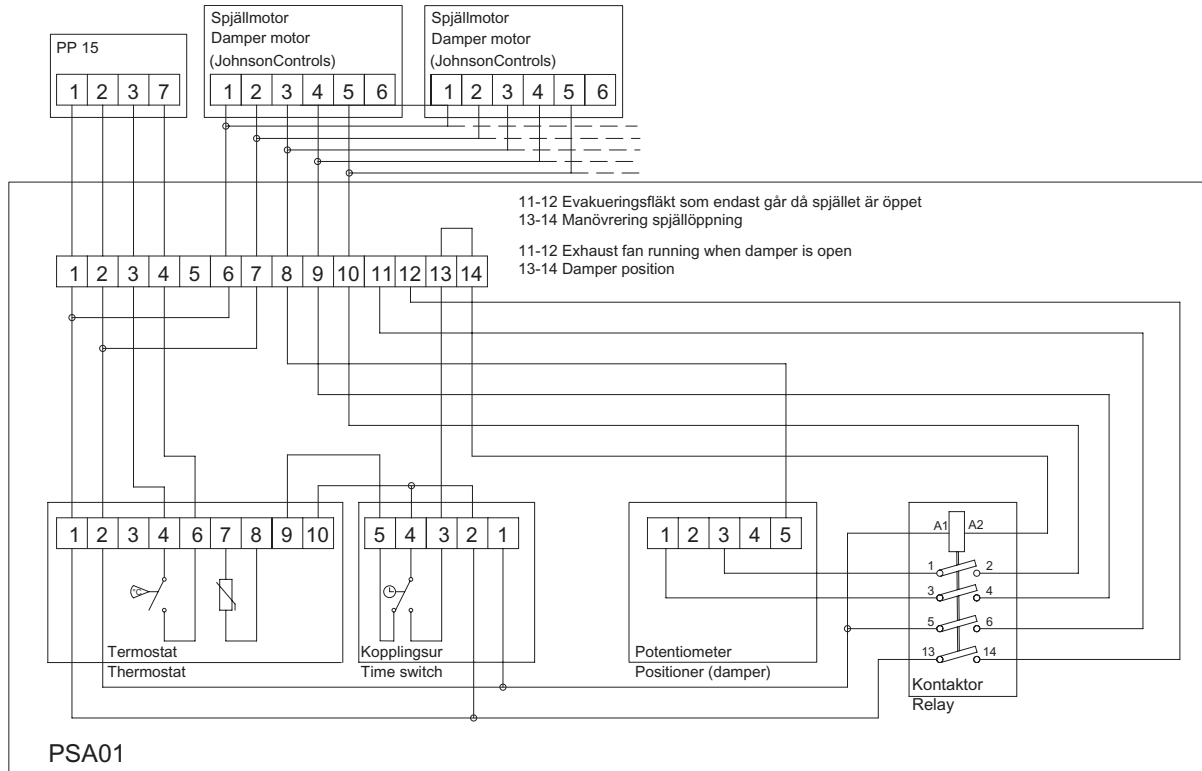 PP 15
1 2 3 7
Spjällmotor
Damper motor
(JohnsonControls)
1 2 3 4 5 6
Spjällmotor
Damper motor
(JohnsonControls)
1 2 3 4 5 6
11-12 Evakueringsfläkt som endast går då spjället är öppet
13-14 Manövrering spjällöppning
11-12 Exhaust fan running when damper is open
13-14 Damper position
1 2 3 4 5 6 7 8 9 10 11 12 13 14
1 2 3 4 6 7 8 9 10
°C
Termostat
Thermostat
5 4 3 2 1
Kopplingsur
Time switch
1 2 3 4 5
Potentiometer
Positioner (damper)
A1 A2
1 2
3 4
5 6
13 14
Kontaktor
Relay
PSA01